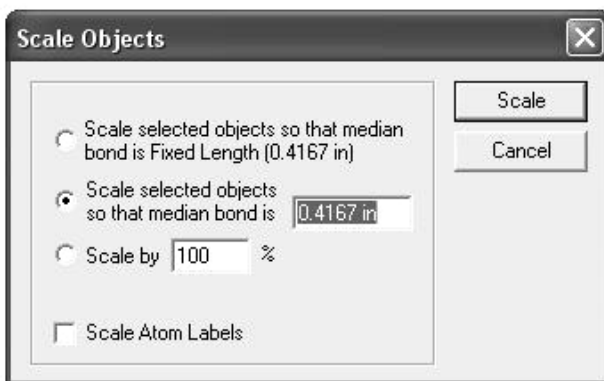 Scale Objects
Scale selected objects so that median
bond is Fixed Length (0.4167 in)
Scale selected objects
so that median bond is 0.4167 in
Scale by 100 %
Scale Atom Labels
Scale
Cancel